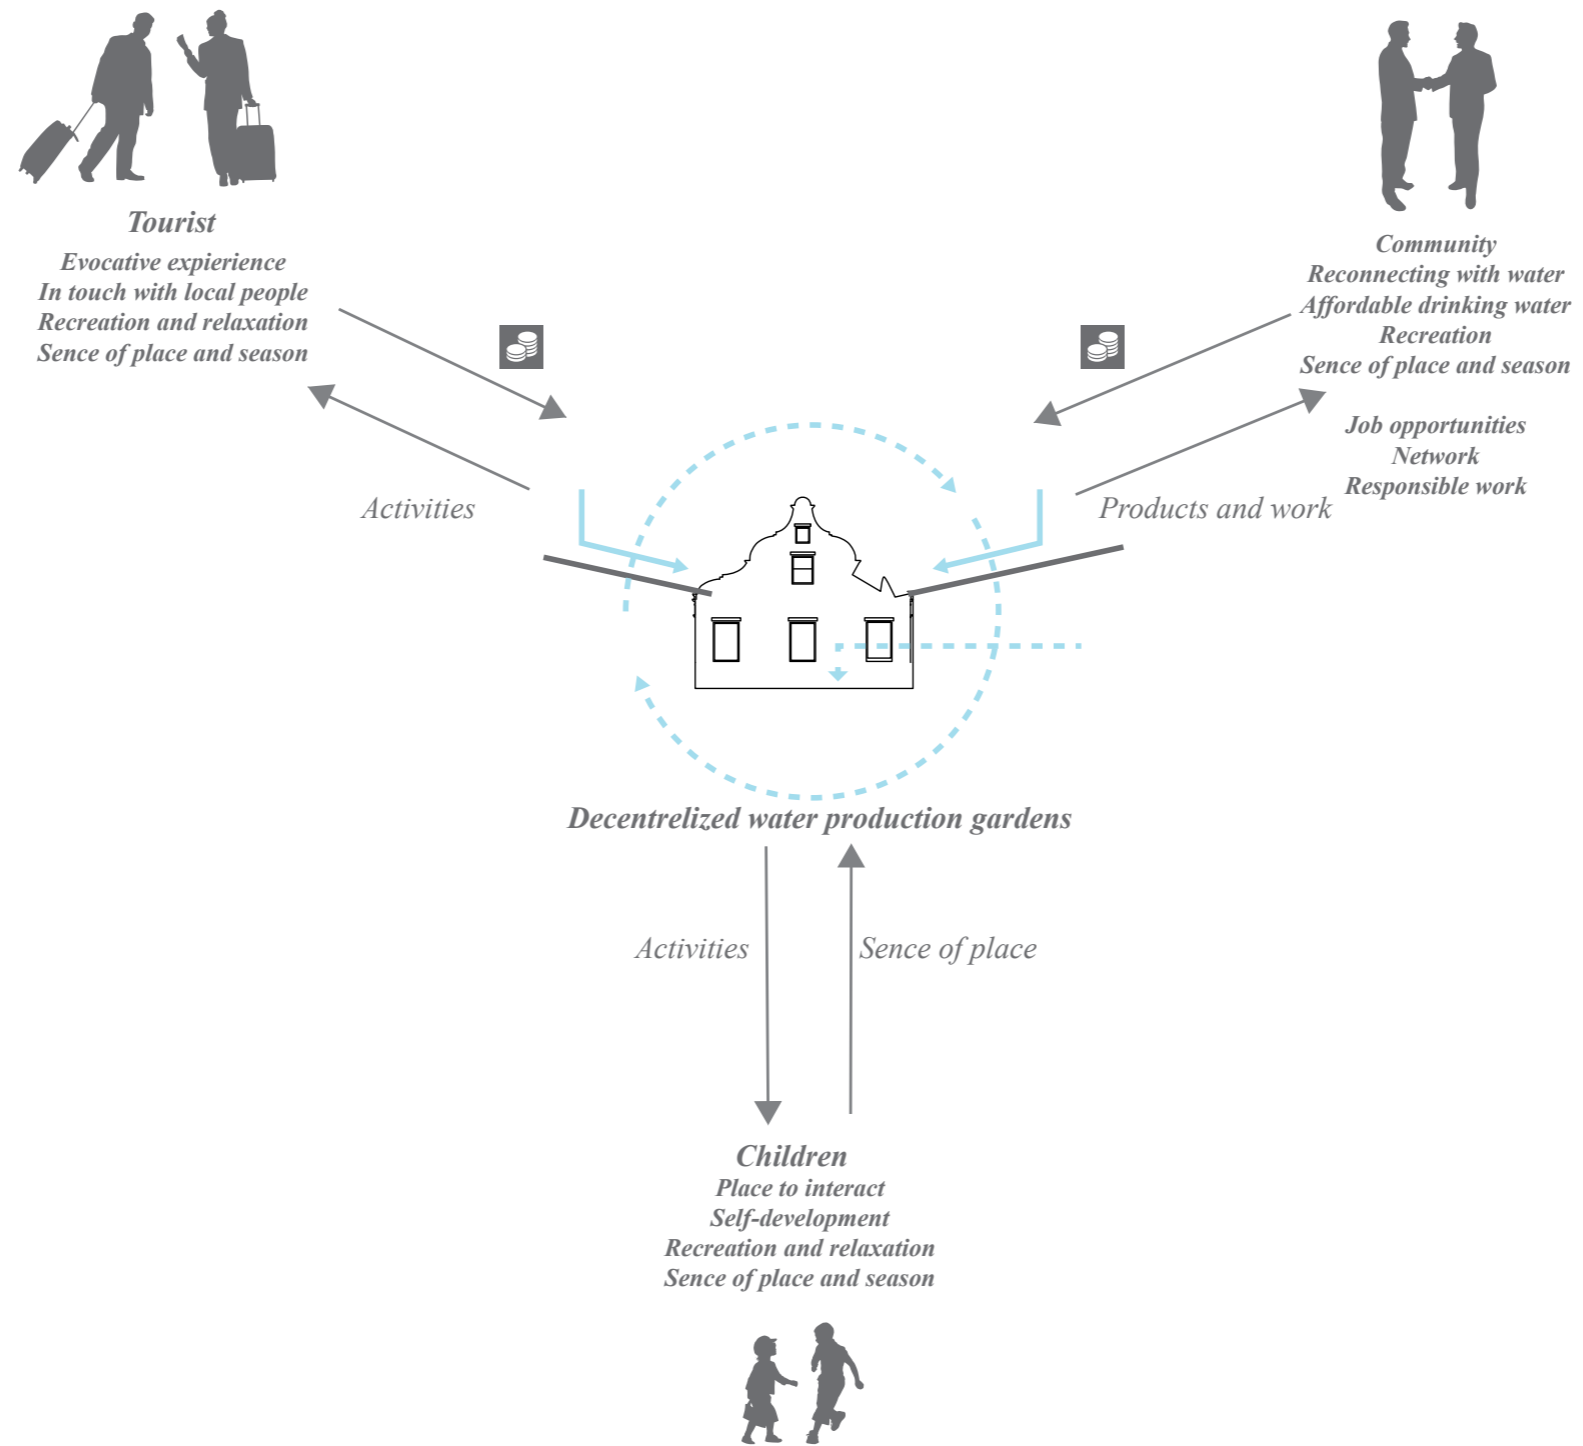 Tourist
Evocative expierience
In touch with local people
Recreation and relaxation
Sence of place and season
Community
Reconnecting with water
Affordable drinking water
Recreation
Sence of place and season
Job opportunities
Network
Responsible work
Activities
Products and work
Decentrelized water production gardens
Activities
Sence of place
Children
Place to interact
Self-development
Recreation and relaxation
Sence of place and season